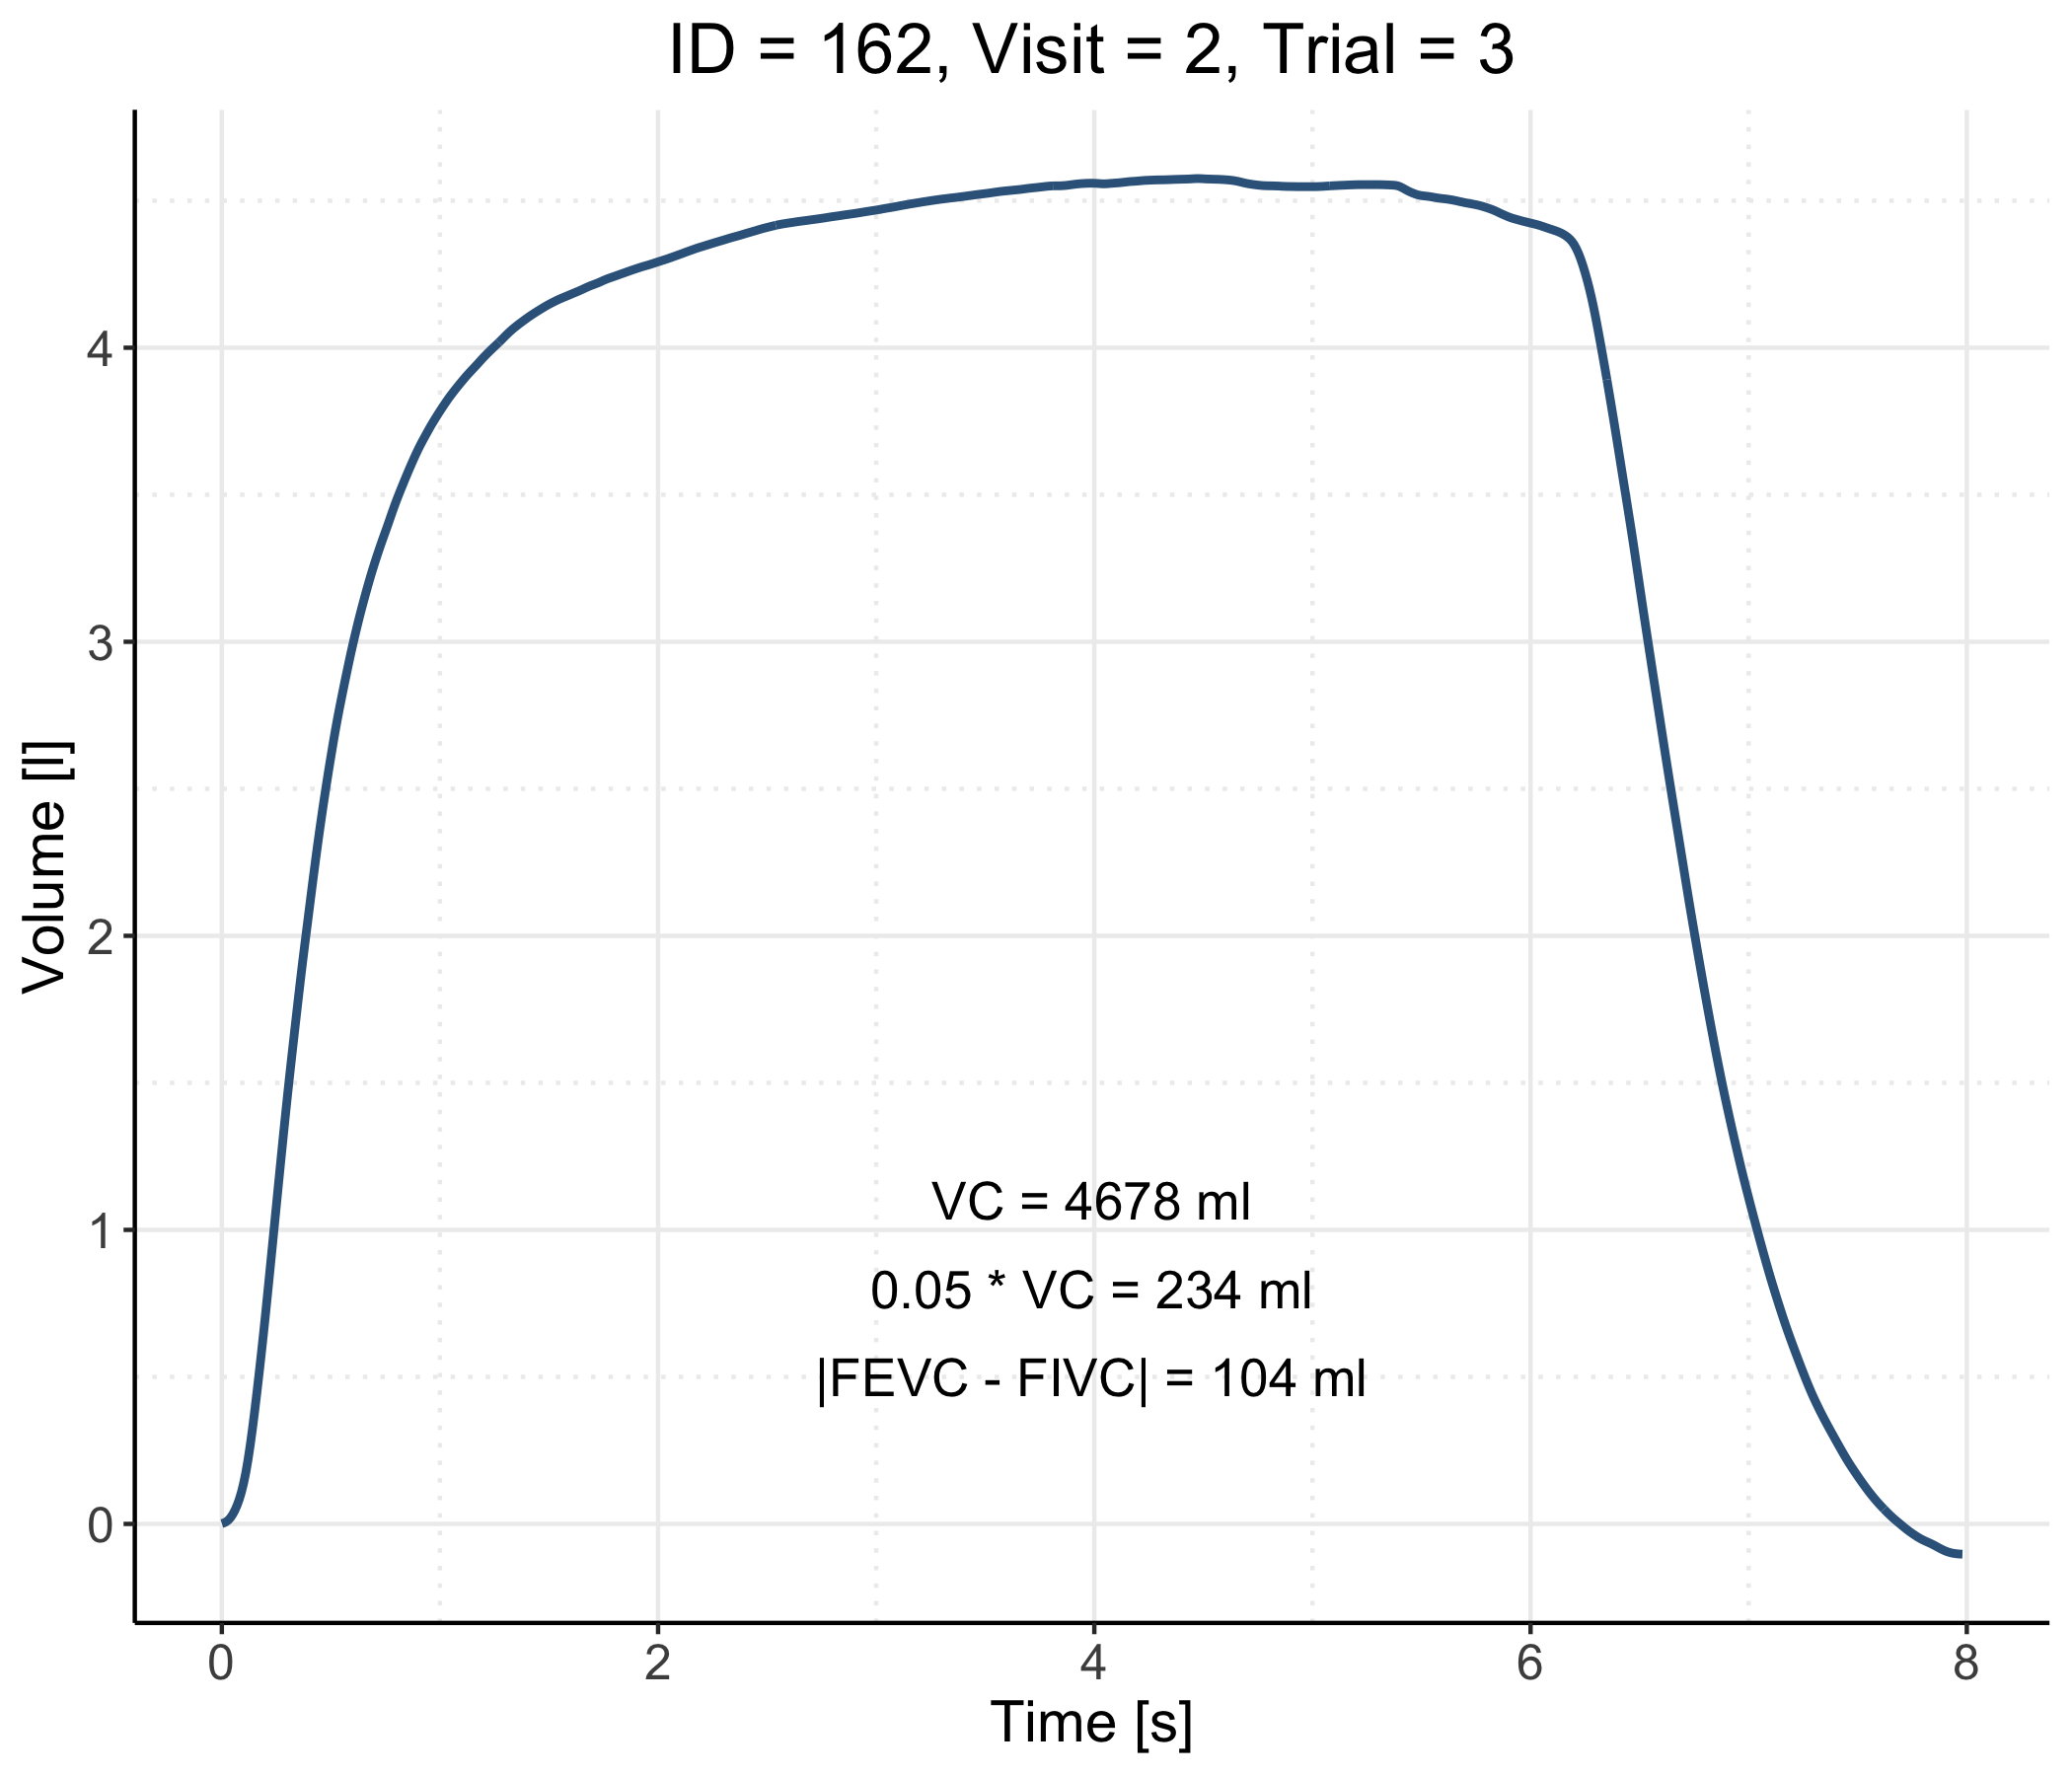 ID = 162, Visit = 2, Trial = 3
Volume [l]
4
3
2
1
0
VC = 4678 ml
0.05 * VC = 234 ml
|FEVC - FIVC| = 104 ml
0 2 4 6 8
Time [s]